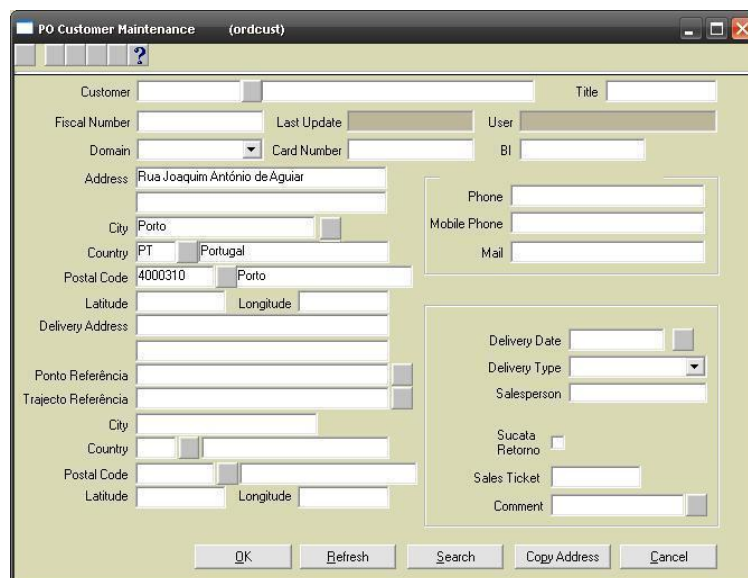 PO Customer Maintenance (ordcust)
?
Customer Title
Fiscal Number Last Update User
Domain Card Number BI
Address Rua Joaquim António de Aguiar
Phone
City Porto Mobile Phone
Country PT Portugal Mail
Postal Code 4000310 Porto
Latitude Longitude
Delivery Address
Delivery Date
Ponto Referência Delivery Type
Trajecto Referência Salesperson
City
Country Sucata Retorno
Postal Code Sales Ticket
Latitude Longitude Comment
OK Refresh Search Copy Address Cancel